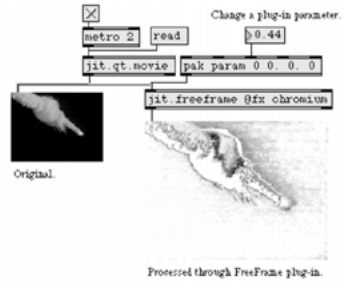 Change a plug-in parameter.
metro 2
read
0.44
jit.qt.movie
pak param 0 0. 0. 0
jit.freeframe @fx chromium
Original.
Processed through FreeFrame plug-in.